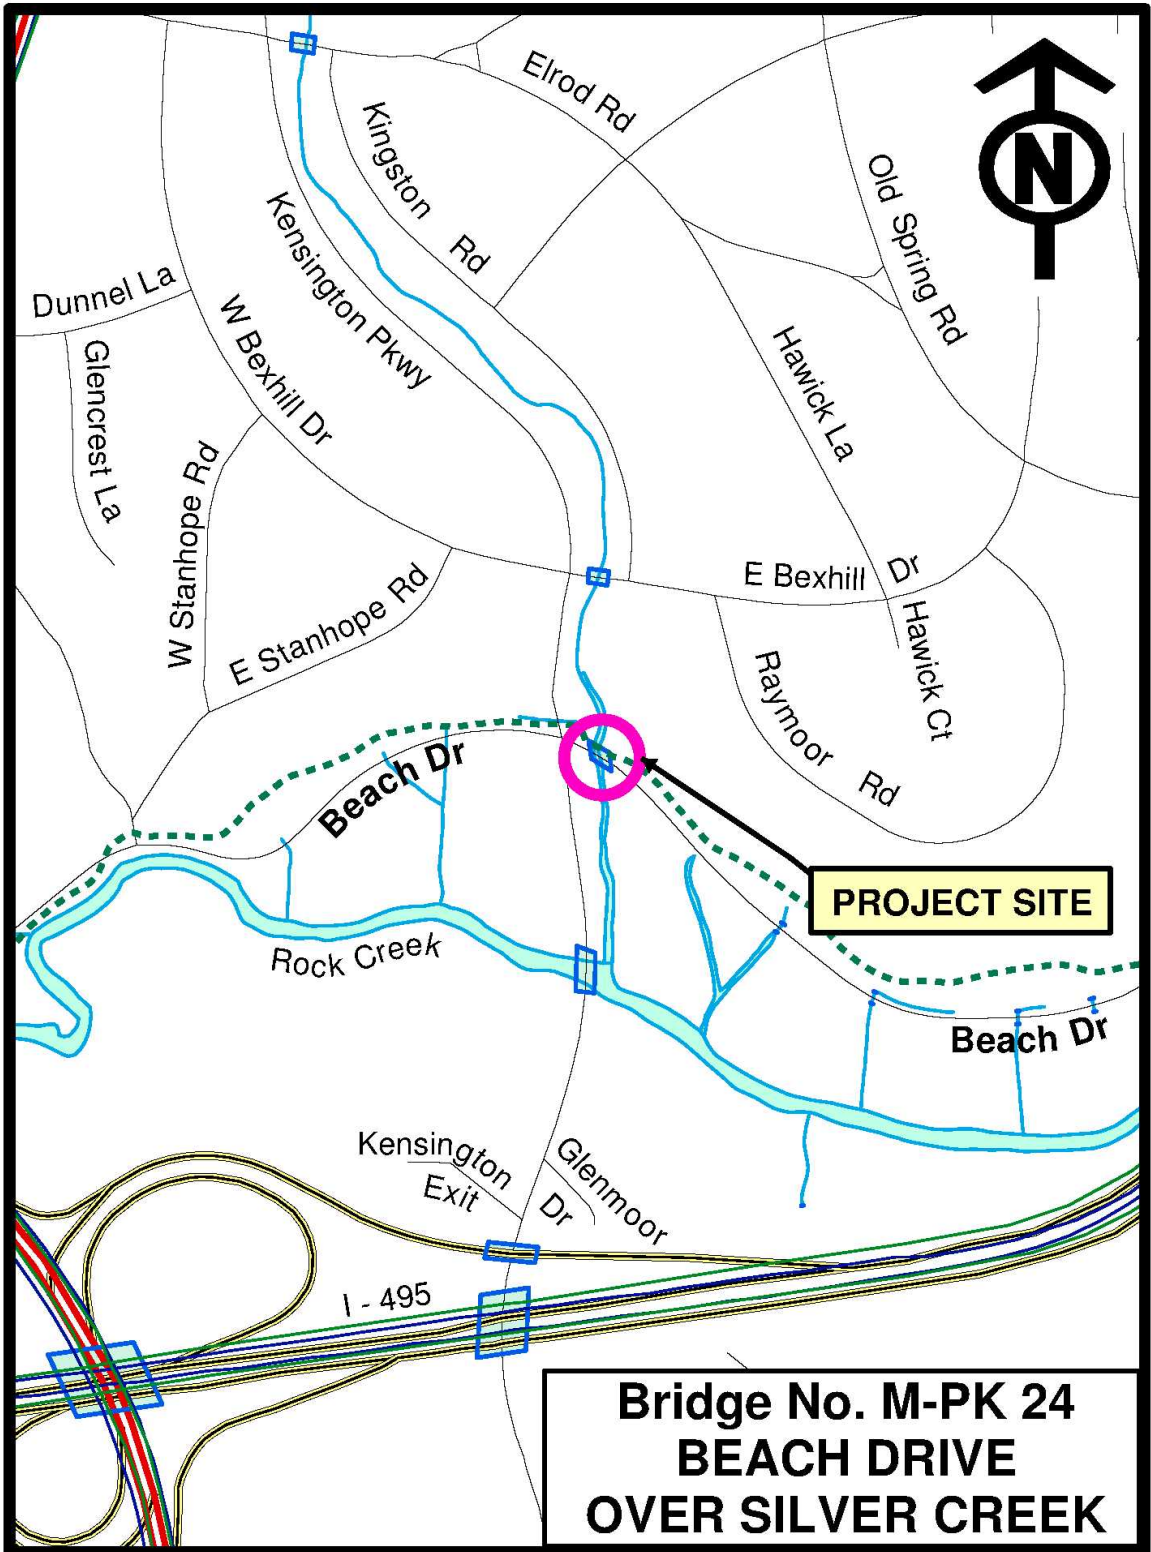 Elrod Rd
N
Kingston Rd
Old Spring Rd
Kensington Pkwy
Dunnel La
W Bexhill Dr
Glencrest La
Hawick La
W Stanhope Rd
E Stanhope Rd
E Bexhill Dr
Hawick Ct
Raymoor Rd
Beach Dr
PROJECT SITE
Rock Creek
Beach Dr
Kensington
Exit
Glenmoor
Dr
I - 495
Bridge No. M-PK 24
BEACH DRIVE
OVER SILVER CREEK